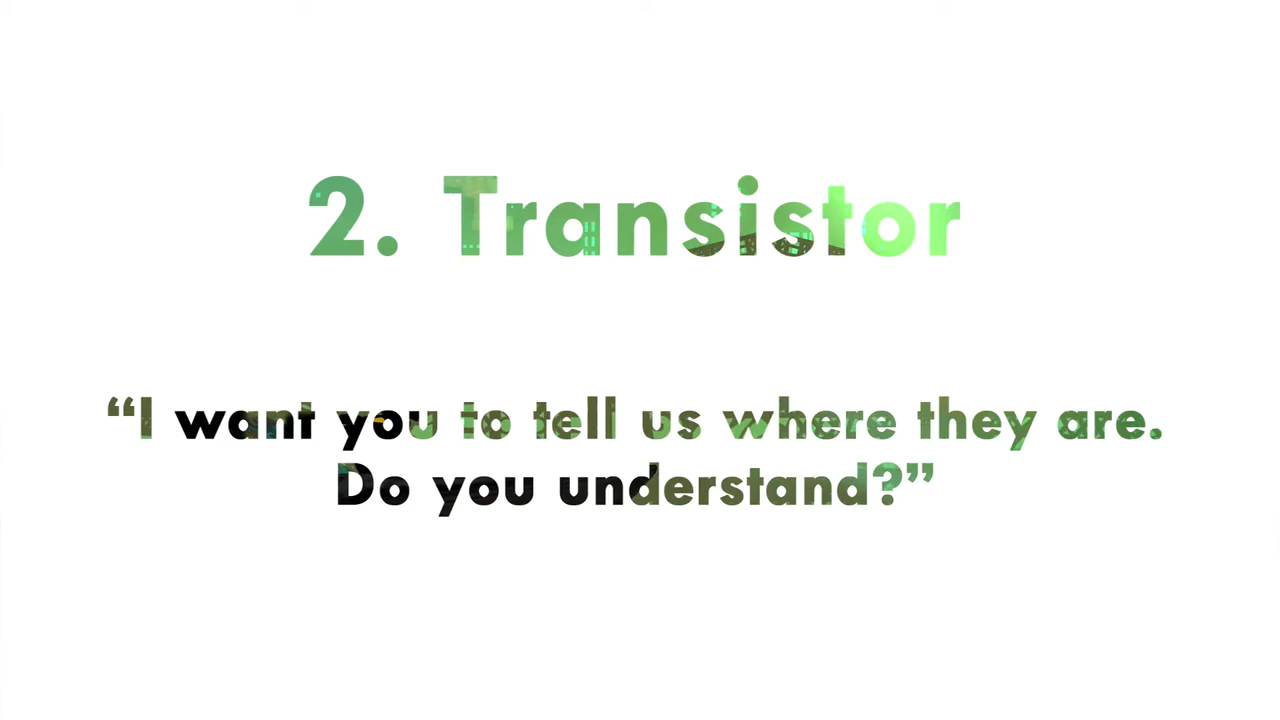 2. Transistor
“I want you to tell us where they are.
Do you understand?”